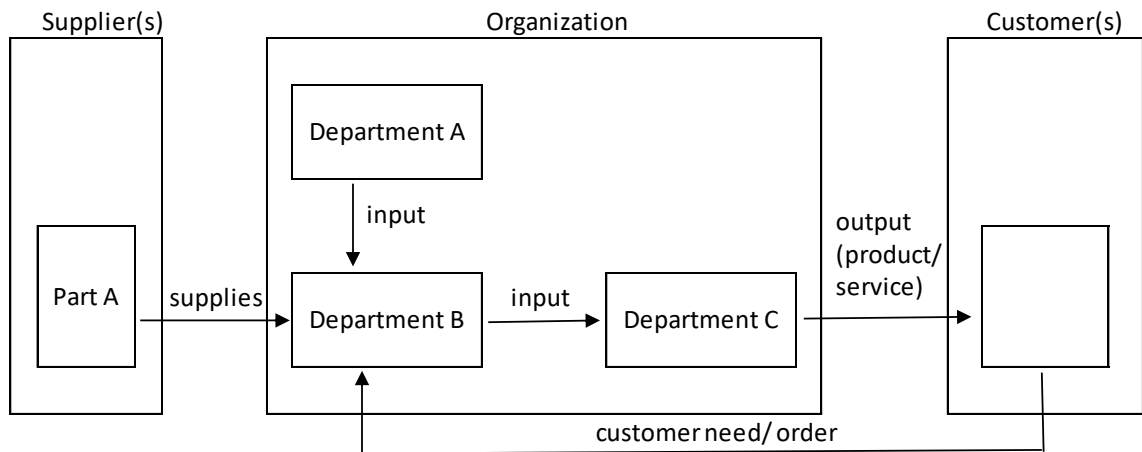 Supplier(s)
Organization
Customer(s)
Department A
input
output
(product/
service)
Part A
supplies
Department B
input
Department C
customer need/ order